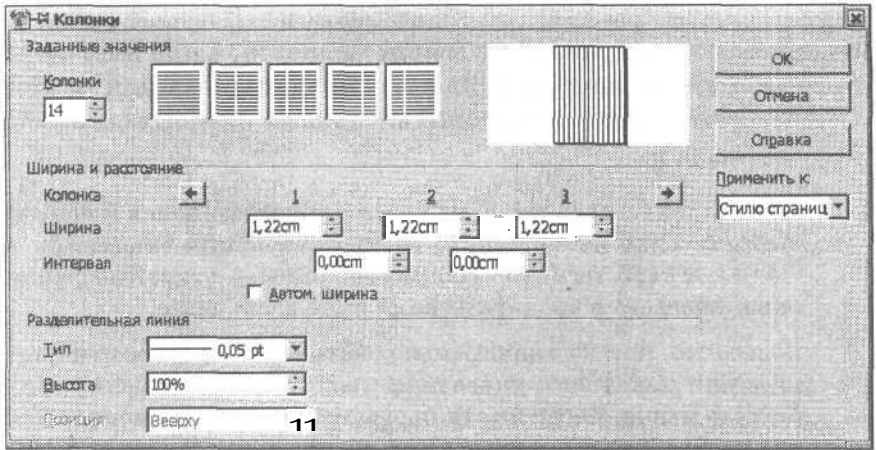 Колонки
Заданные значения
Колонки
14
OK
Отмена
Справка
Применить к:
Стилю страниц
Ширина и расстояние
Колонка 1 2 3
Ширина 1,22cm 1,22cm 1,22cm
Интервал 0,00cm 0,00cm
Автом. ширина
Разделительная линия
Тип 0,05 pt
Высота 100%
Позиция Вверху 11